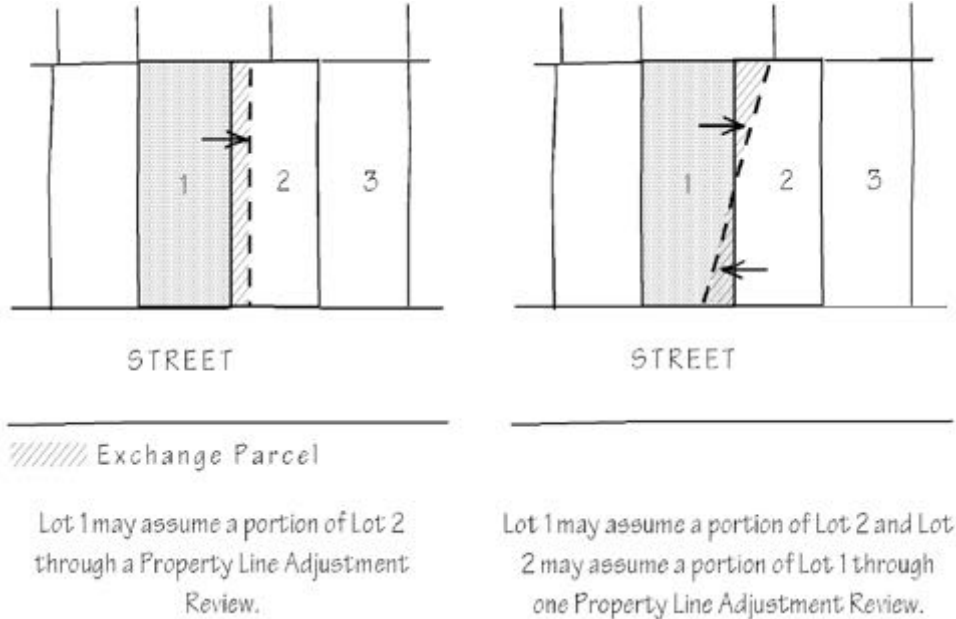 1
2
3
STREET
Exchange Parcel
Lot 1 may assume a portion of Lot 2
through a Property Line Adjustment
Review.
1
2
3
STREET
Lot 1 may assume a portion of Lot 2 and Lot
2 may assume a portion of Lot 1 through
one Property Line Adjustment Review.